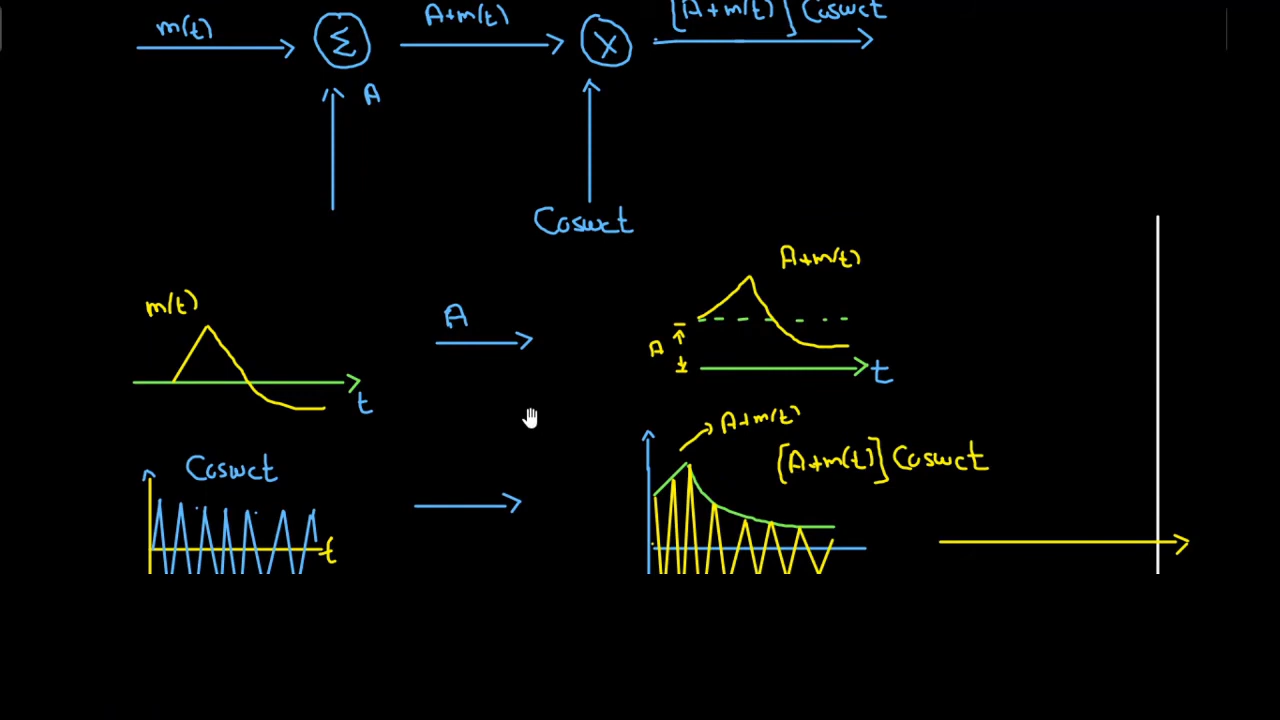 m(t)
Σ
A+m(t)
X
[A+m(t)] Coswct
A
Coswct
A+m(t)
m(t)
A
A
t
t
A+m(t)
Coswct
[A+m(t)] Coswct
t